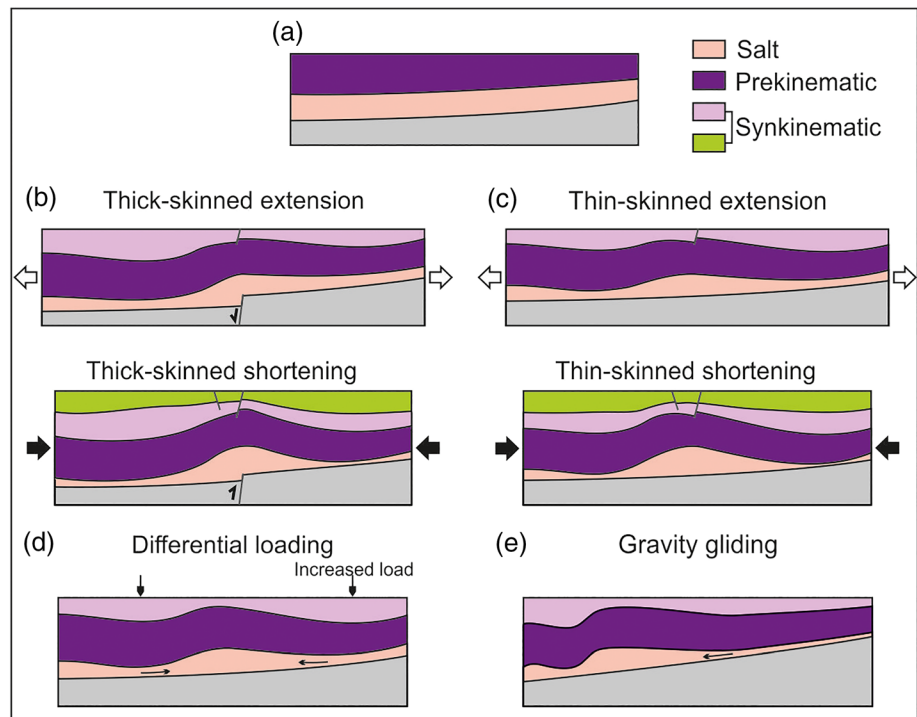 (a)
Salt
Prekinematic
Synkinematic
(b)
Thick-skinned extension
(c)
Thin-skinned extension
Thick-skinned shortening
Thin-skinned shortening
(d)
Differential loading
Increased load
(e)
Gravity gliding